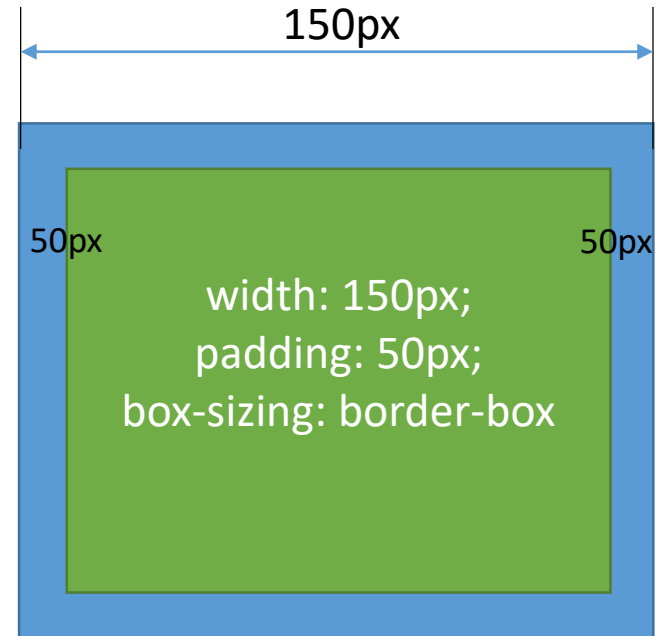 150px
50px
50px
width: 150px;
padding: 50px;
box-sizing: border-box